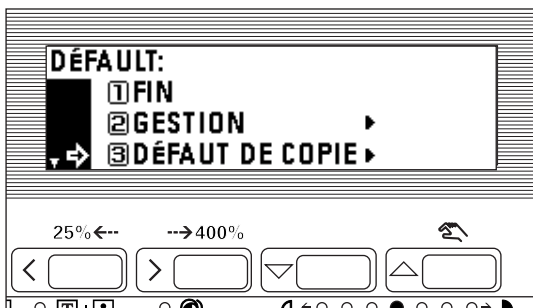 DÉFAULT:
1 FIN
2 GESTION
3 DÉFAUT DE COPIE
25% 400%
T